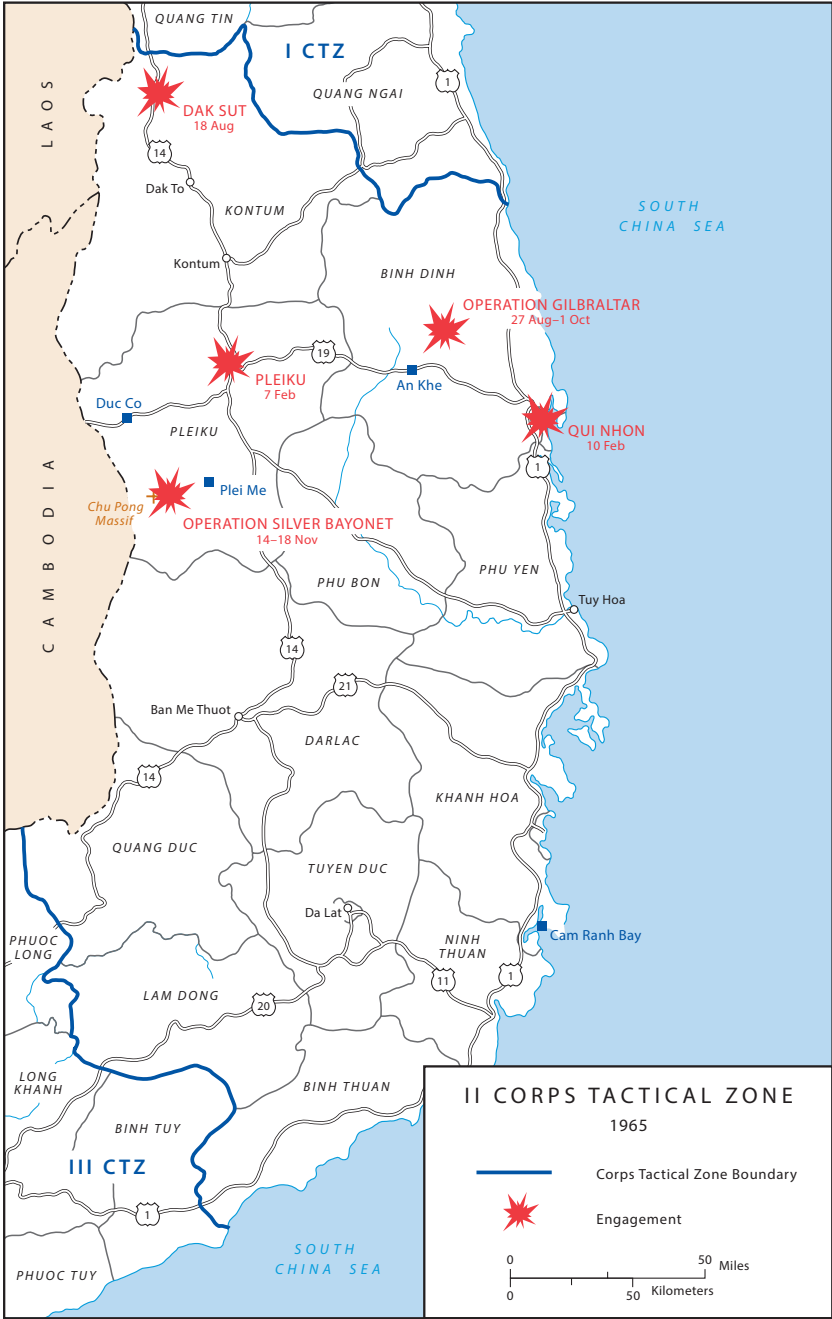 QUANG TIN
I CTZ
LAOS
1
QUANG NGAI
DAK SUT
18 Aug
14
Dak To
KONTUM
SOUTH
CHINA SEA
Kontum
BINH DINH
OPERATION GILBRALTAR
27 Aug–1 Oct
19
PLEIKU
7 Feb
An Khe
Duc Co
PLEIKU
QUI NHON
10 Feb
1
CAMBODIA
Plei Me
Chu Pong
Massif
OPERATION SILVER BAYONET
14–18 Nov
PHU BON
PHU YEN
Tuy Hoa
14
21
Ban Me Thuot
DARLAC
14
KHANH HOA
QUANG DUC
TUYEN DUC
Da Lat
Cam Ranh Bay
PHUOC
LONG
NINH
THUAN
1
11
LAM DONG
20
LONG
KHANH
BINH THUAN
BINH TUY
III CTZ
1
SOUTH
CHINA SEA
PHUOC TUY
II CORPS TACTICAL ZONE
1965
Corps Tactical Zone Boundary
Engagement
0 50 Miles
0 50 Kilometers